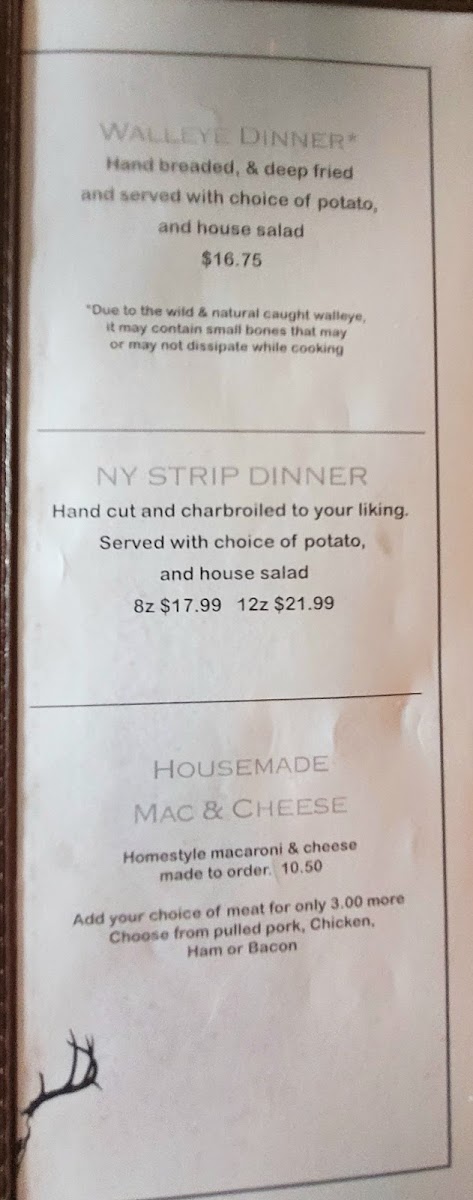 WALLEYE DINNER*
Hand breaded, & deep fried
and served with choice of potato,
and house salad
$16.75
*Due to the wild & natural caught walleye,
it may contain small bones that may
or may not dissipate while cooking
NY STRIP DINNER
Hand cut and charbroiled to your liking.
Served with choice of potato,
and house salad
8z $17.99 12z $21.99
HOUSEMADE
MAC & CHEESE
Homestyle macaroni & cheese
made to order. 10.50
Add your choice of meat for only 3.00 more
Choose from pulled pork, Chicken,
Ham or Bacon